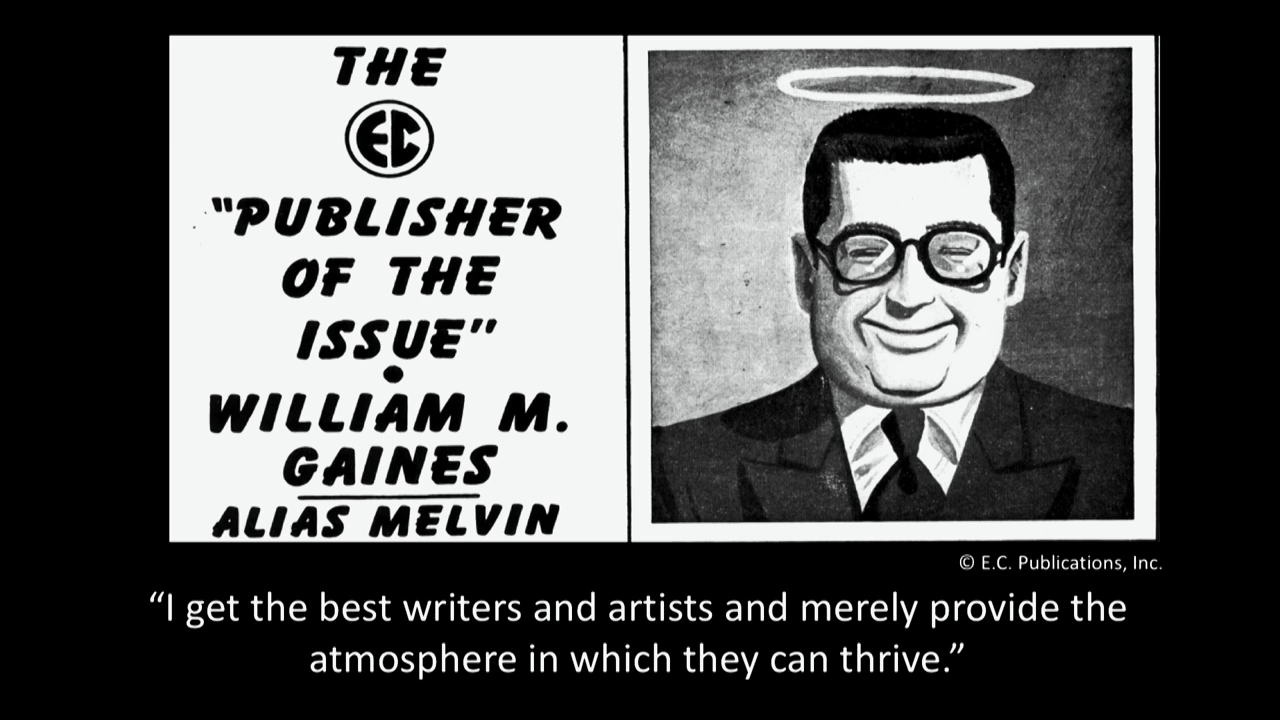 THE
EC
"PUBLISHER
OF THE
ISSUE"
•
WILLIAM M.
GAINES
ALIAS MELVIN
© E.C. Publications, Inc.
“I get the best writers and artists and merely provide the
atmosphere in which they can thrive.”